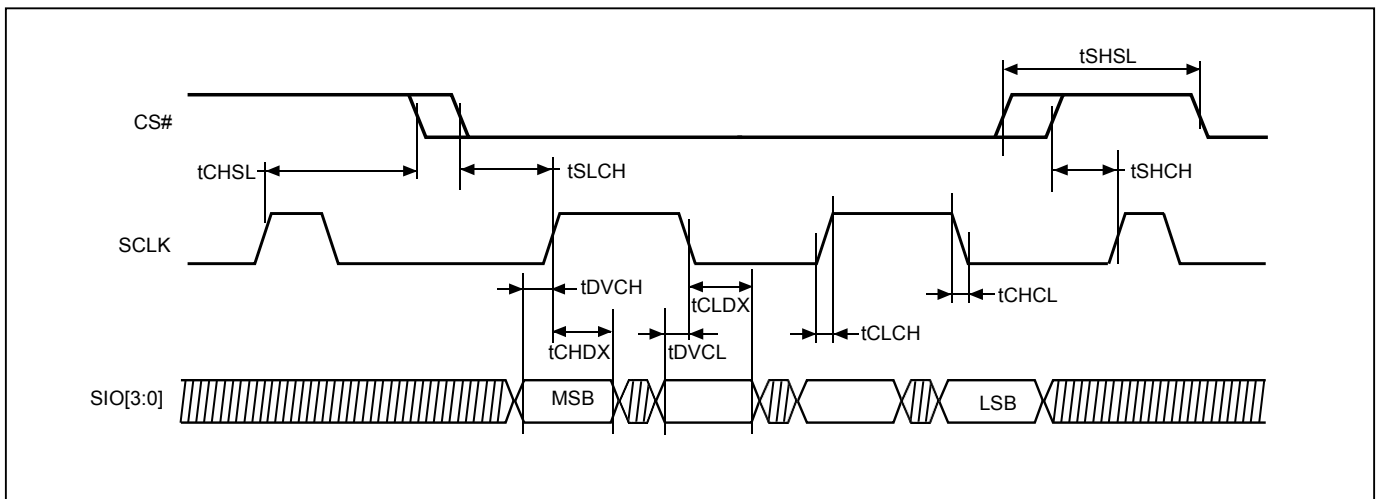 tSHSL
CS#
tCHSL
tSLCH
tSHCH
SCLK
tDVCH
tCLDX
tCHCL
tCHDX
tDVCL
tCLCH
SIO[3:0]
MSB
LSB